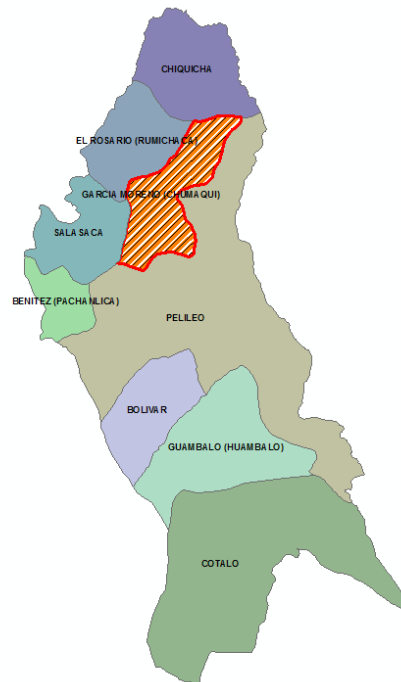 CHIQUICHA
EL ROSARIO (RUMICHACA)
GARCIA MORENO (CHUMAQUI)
SALASACA
BENITEZ (PACHANLICA)
PELILEO
BOLIVAR
GUAMBALO (HUAMBALO)
COTALO